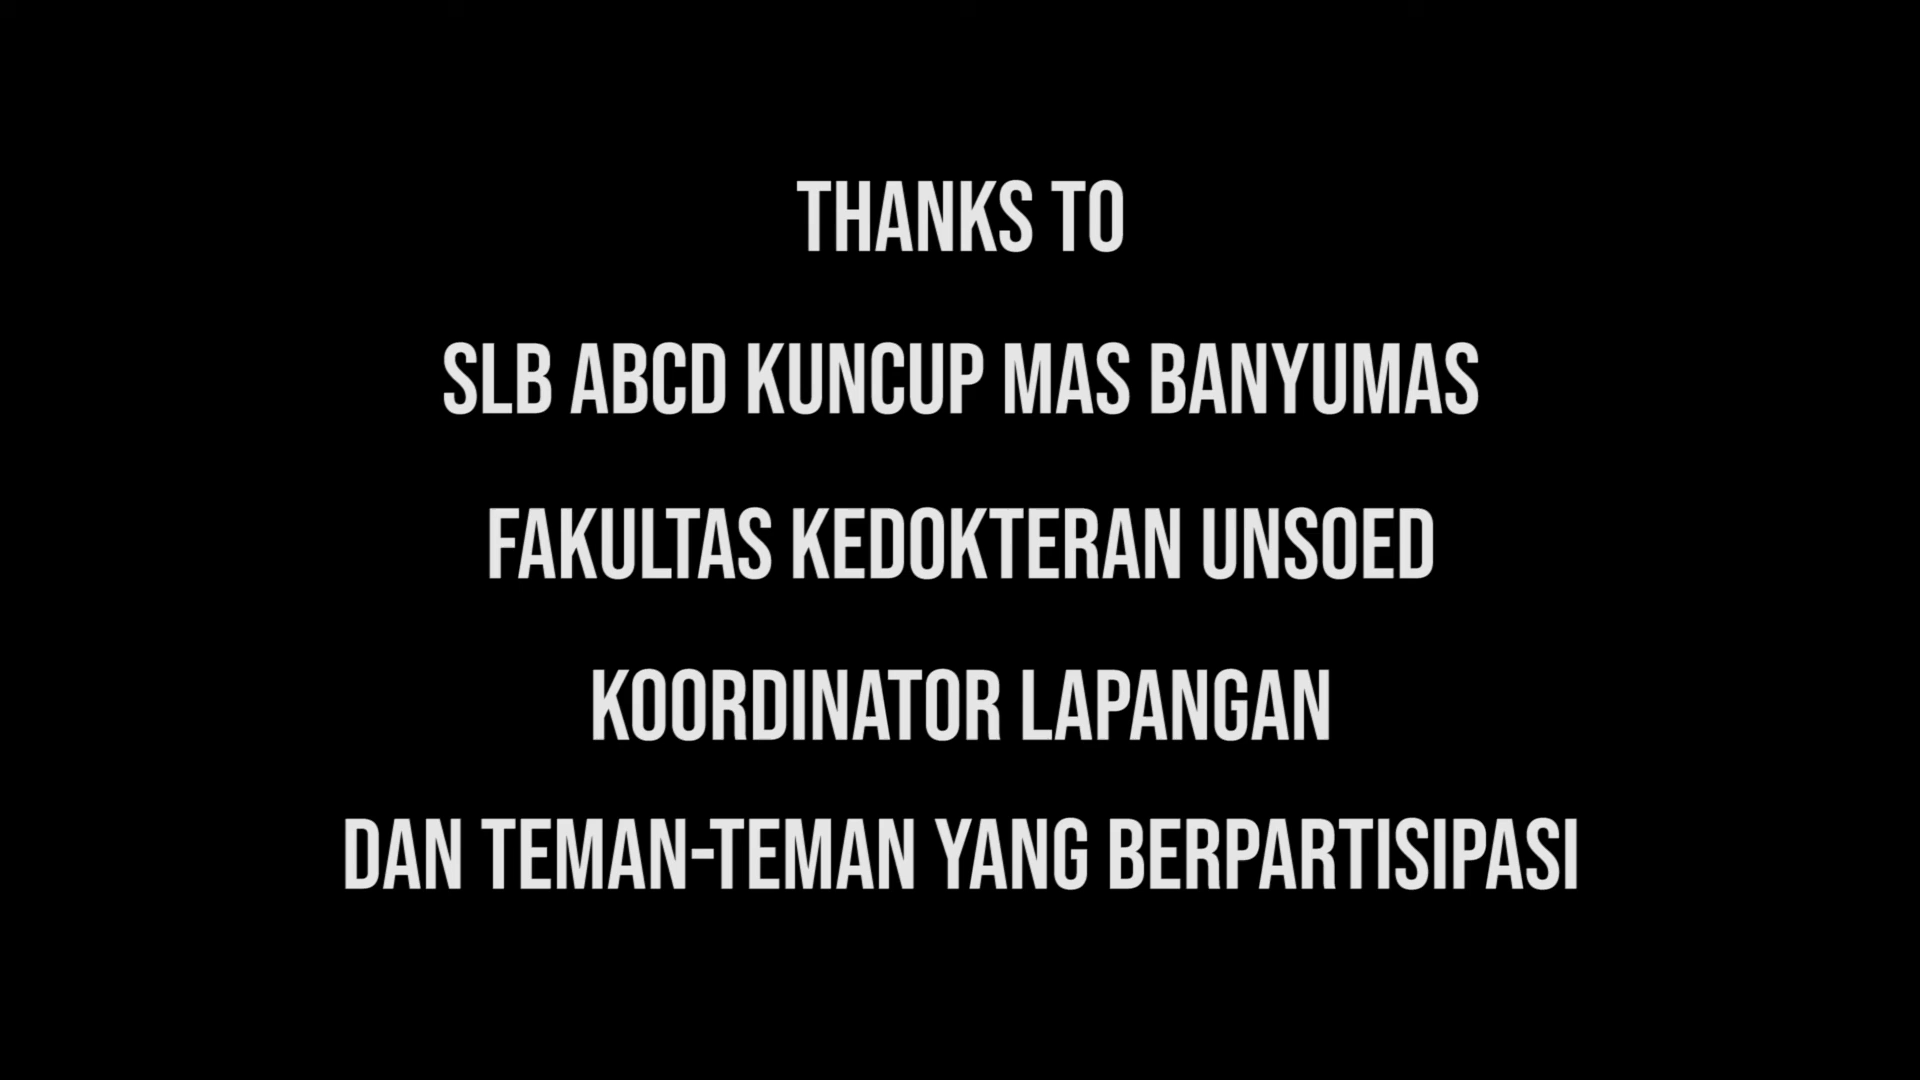 THANKS TO
SLB ABCD KUNCUP MAS BANYUMAS
FAKULTAS KEDOKTERAN UNSOED
KOORDINATOR LAPANGAN
DAN TEMAN-TEMAN YANG BERPARTISIPASI